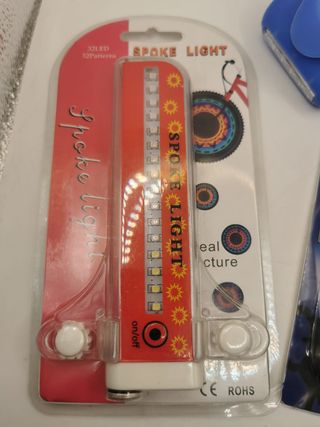 32LED
32Patterns
SPOKE LIGHT
Spoke light
SPOKE LIGHT
eal
cture
on/off
CE ROHS